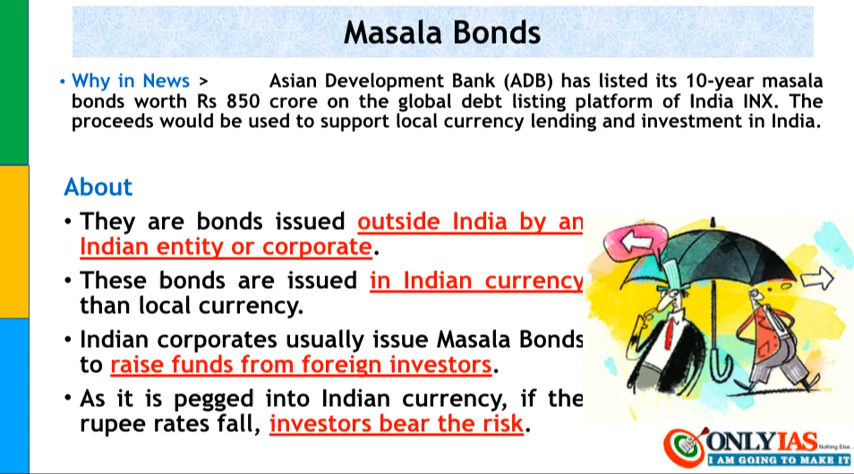 Masala Bonds
• Why in News > Asian Development Bank (ADB) has listed its 10-year masala
bonds worth Rs 850 crore on the global debt listing platform of India INX. The
proceeds would be used to support local currency lending and investment in India.
About
• They are bonds issued outside India by an
Indian entity or corporate.
• These bonds are issued in Indian currency
than local currency.
• Indian corporates usually issue Masala Bonds
to raise funds from foreign investors.
• As it is pegged into Indian currency, if the
rupee rates fall, investors bear the risk.
ONLYIAS Nothing Else..
I AM GOING TO MAKE IT